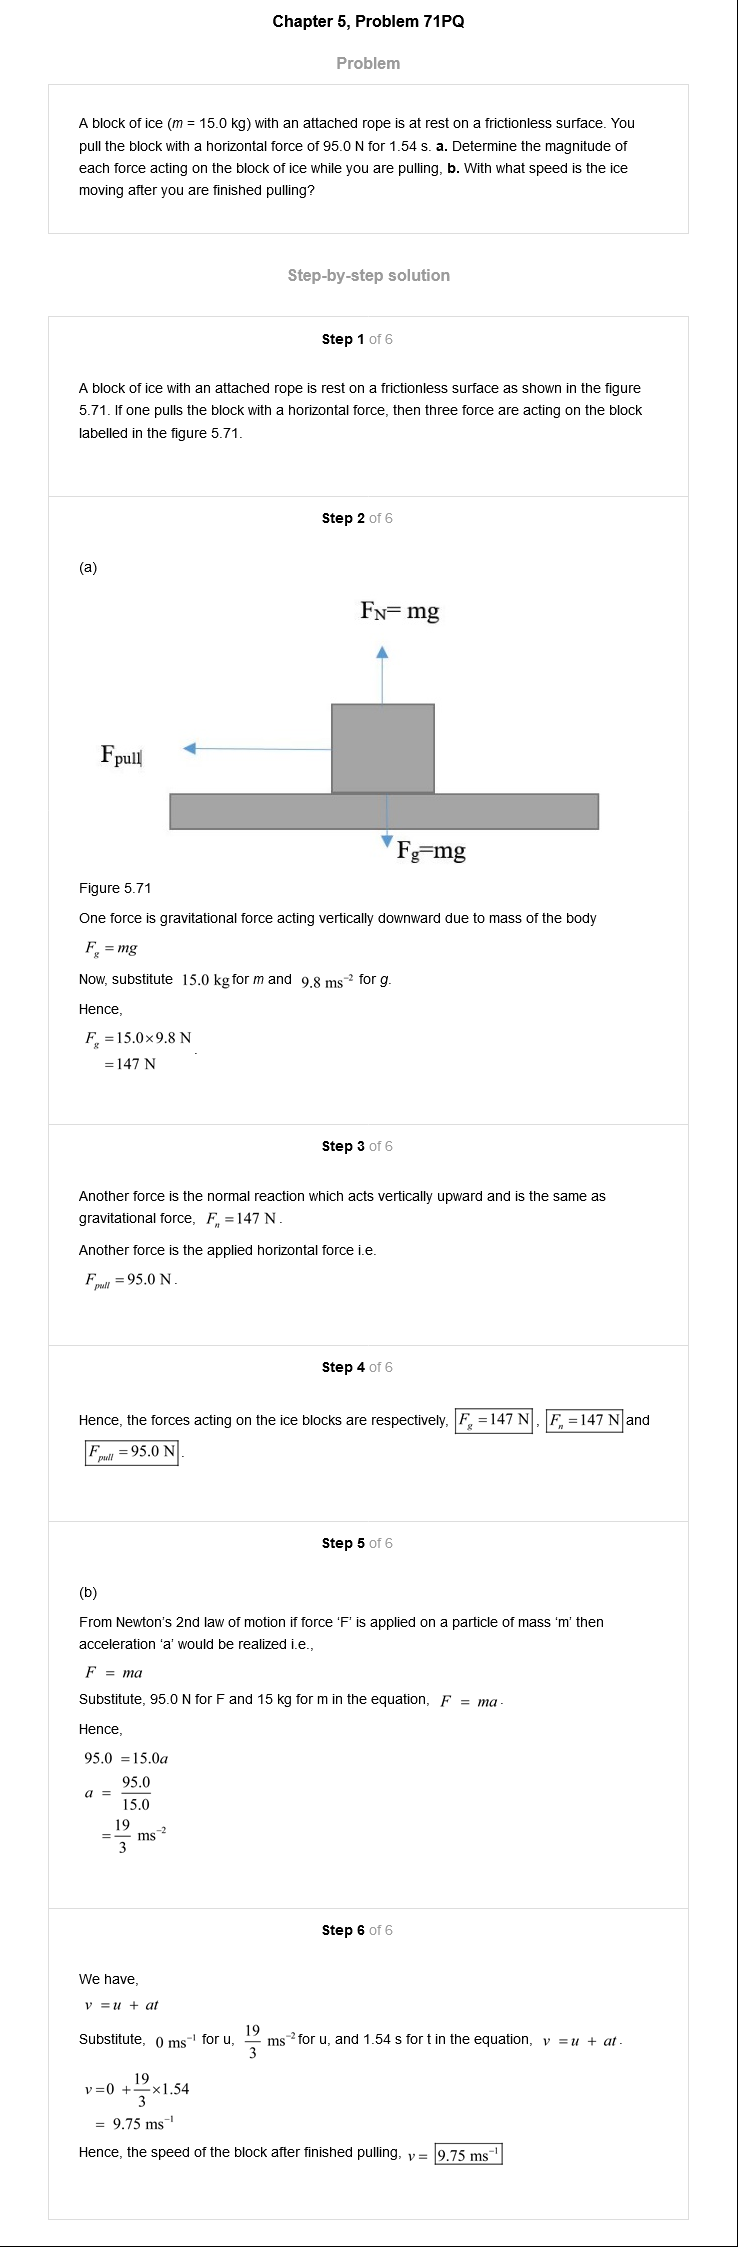 Chapter 5, Problem 71PQ
Problem
A block of ice (m = 15.0 kg) with an attached rope is at rest on a frictionless surface. You
pull the block with a horizontal force of 95.0 N for 1.54 s. a. Determine the magnitude of
each force acting on the block of ice while you are pulling, b. With what speed is the ice
moving after you are finished pulling?
Step-by-step solution
Step 1 of 6
A block of ice with an attached rope is rest on a frictionless surface as shown in the figure
5.71. If one pulls the block with a horizontal force, then three force are acting on the block
labelled in the figure 5.71.
Step 2 of 6
(a)
F_N= mg
F_pull
F_g=mg
Figure 5.71
One force is gravitational force acting vertically downward due to mass of the body
F_g = mg
Now, substitute 15.0 kg for m and 9.8 ms⁻² for g.
Hence,
F_g = 15.0×9.8 N
= 147 N .
Step 3 of 6
Another force is the normal reaction which acts vertically upward and is the same as
gravitational force, F_n = 147 N .
Another force is the applied horizontal force i.e.
F_pull = 95.0 N .
Step 4 of 6
Hence, the forces acting on the ice blocks are respectively, F_g = 147 N , F_n = 147 N and
F_pull = 95.0 N .
Step 5 of 6
(b)
From Newton's 2nd law of motion if force ‘F’ is applied on a particle of mass ‘m’ then
acceleration ‘a’ would be realized i.e.,
F = ma
Substitute, 95.0 N for F and 15 kg for m in the equation, F = ma .
Hence,
95.0 = 15.0a
a = 95.0/15.0
= 19/3 ms⁻²
Step 6 of 6
We have,
v = u + at
Substitute, 0 ms⁻¹ for u, 19/3 ms⁻² for u, and 1.54 s for t in the equation, v = u + at .
v = 0 + 19/3 × 1.54
= 9.75 ms⁻¹
Hence, the speed of the block after finished pulling, v = 9.75 ms⁻¹